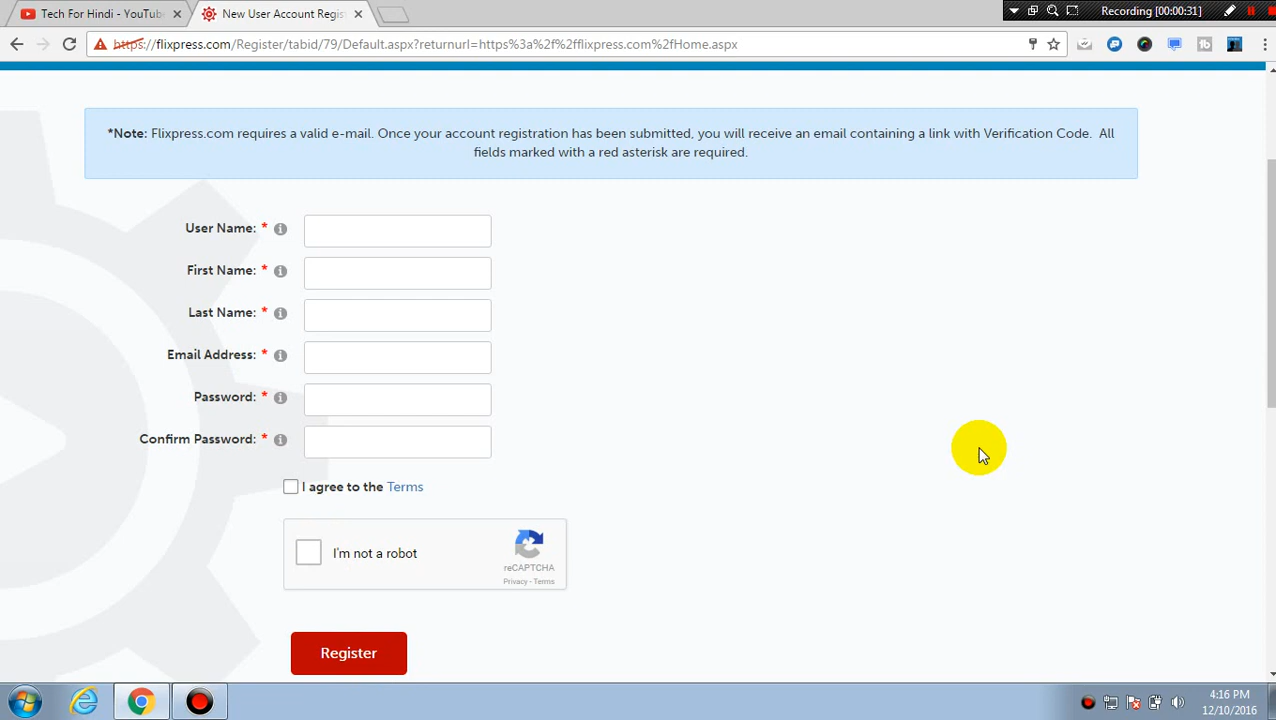 Tech For Hindi - YouTube
New User Account Regis
Recording [00:00:31]
https://flixpress.com/Register/tabid/79/Default.aspx?returnurl=https%3a%2f%2fflixpress.com%2fHome.aspx
*Note: Flixpress.com requires a valid e-mail. Once your account registration has been submitted, you will receive an email containing a link with Verification Code. All
fields marked with a red asterisk are required.
User Name: *
First Name: *
Last Name: *
Email Address: *
Password: *
Confirm Password: *
I agree to the Terms
I'm not a robot
reCAPTCHA
Privacy - Terms
Register
4:16 PM
12/10/2016